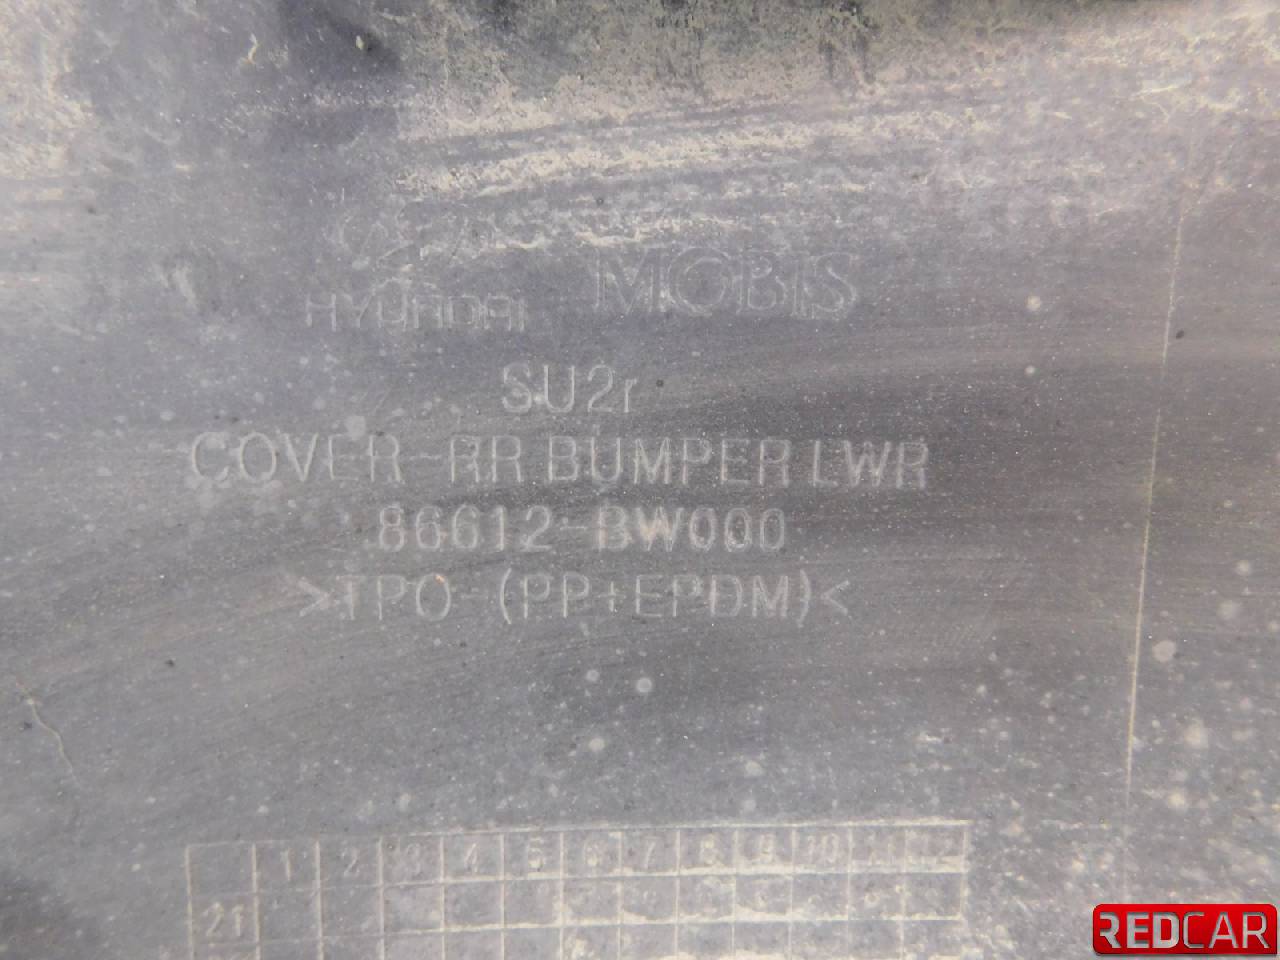 HYUNDAI MOBIS
SU2r
COVER-RR BUMPER LWR
86612-BW000
>TPO-(PP+EPDM)<
1 2 3 4 5 6 7 8 9 10 11 12
21
REDCAR